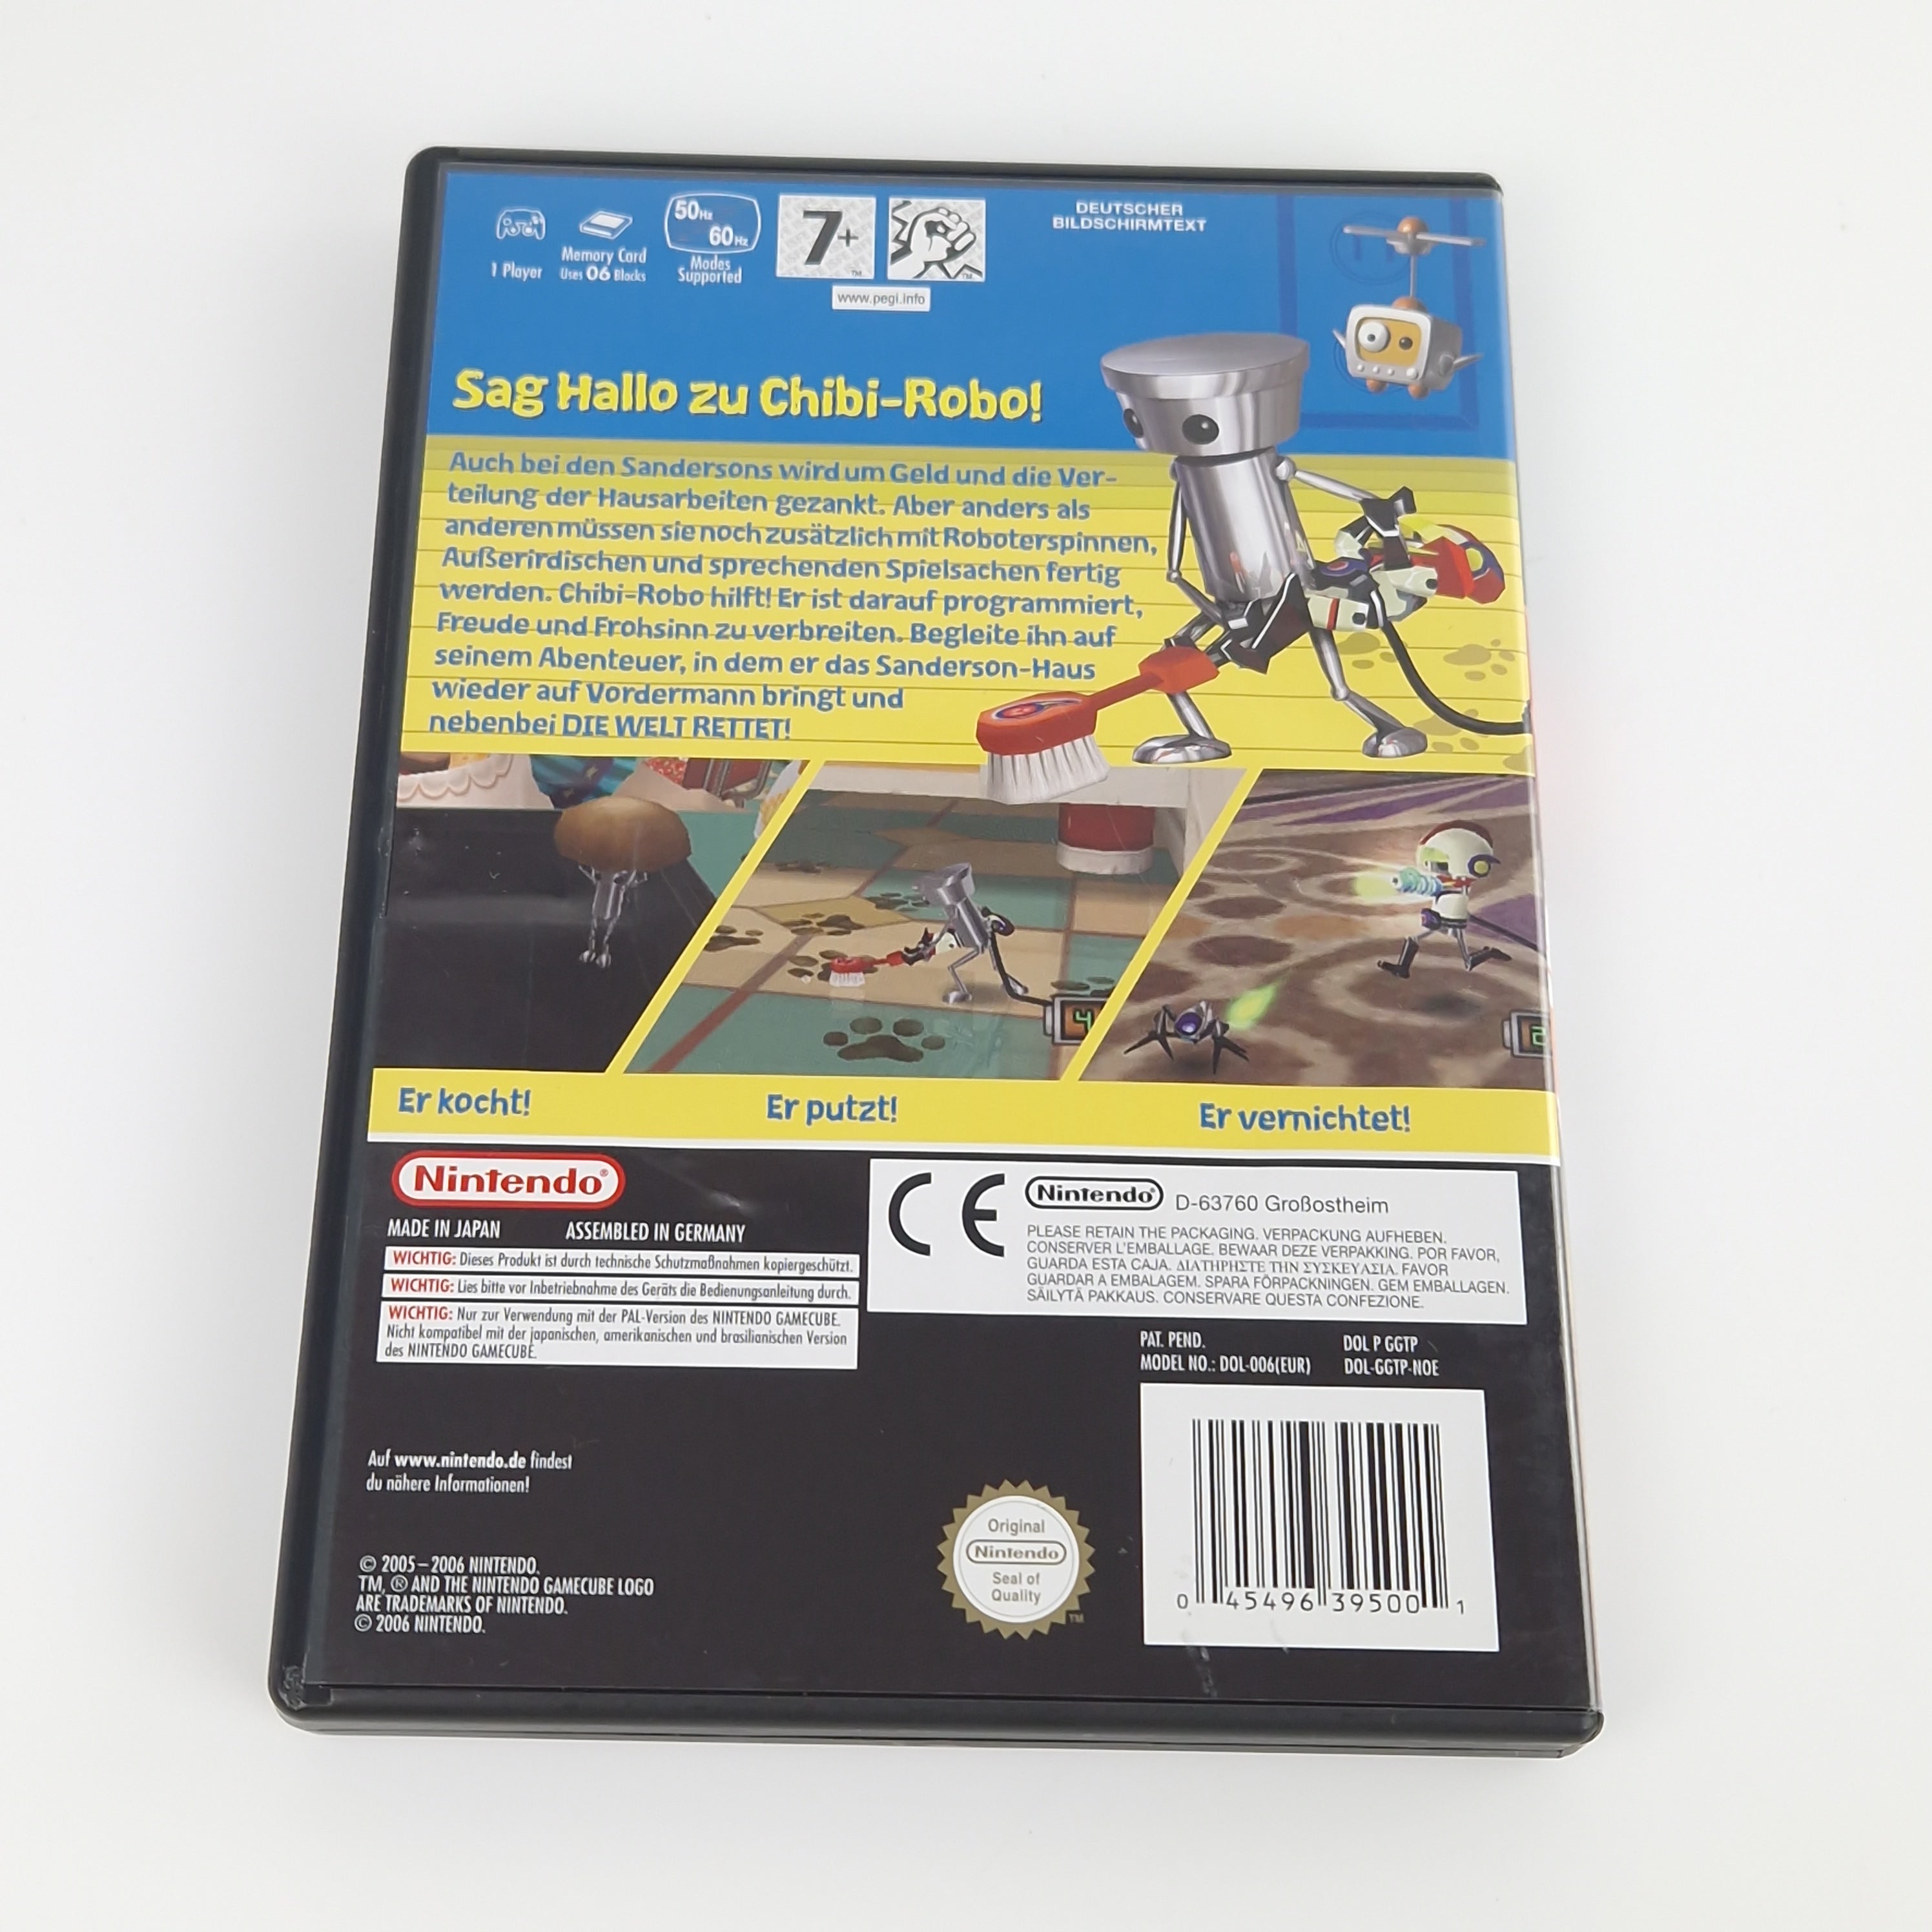 1 Player
Memory Card
Uses 06 Blocks
50Hz
60Hz
Modes
Supported
7+
TM
TM
www.pegi.info
DEUTSCHER
BILDSCHIRMTEXT
Sag Hallo zu Chibi-Robo!
Auch bei den Sandersons wird um Geld und die Ver-
teilung der Hausarbeiten gezankt. Aber anders als
anderen müssen sie noch zusätzlich mit Roboterspinnen,
Außerirdischen und sprechenden Spielsachen fertig
werden. Chibi-Robo hilft! Er ist darauf programmiert,
Freude und Frohsinn zu verbreiten. Begleite ihn auf
seinem Abenteuer, in dem er das Sanderson-Haus
wieder auf Vordermann bringt und
nebenbei DIE WELT RETTET!
4
2
Er kocht!
Er putzt!
Er vernichtet!
Nintendo®
MADE IN JAPAN ASSEMBLED IN GERMANY
WICHTIG: Dieses Produkt ist durch technische Schutzmaßnahmen kopiergeschützt.
WICHTIG: Lies bitte vor Inbetriebnahme des Geräts die Bedienungsanleitung durch.
WICHTIG: Nur zur Verwendung mit der PAL-Version des NINTENDO GAMECUBE.
Nicht kompatibel mit der japanischen, amerikanischen und brasilianischen Version
des NINTENDO GAMECUBE.
CE
Nintendo® D-63760 Großostheim
PLEASE RETAIN THE PACKAGING. VERPACKUNG AUFHEBEN.
CONSERVER L'EMBALLAGE. BEWAAR DEZE VERPAKKING. POR FAVOR,
GUARDA ESTA CAJA. ΔΙΑΤΗΡΗΣΤΕ ΤΗΝ ΣΥΣΚΕΥΑΣΙΑ. FAVOR
GUARDAR A EMBALAGEM. SPARA FÖRPACKNINGEN. GEM EMBALLAGEN.
SÄILYTÄ PAKKAUS. CONSERVARE QUESTA CONFEZIONE.
PAT. PEND. DOL P GGTP
MODEL NO.: DOL-006(EUR) DOL-GGTP-NOE
Auf www.nintendo.de findest
du nähere Informationen!
© 2005–2006 NINTENDO.
TM, ® AND THE NINTENDO GAMECUBE LOGO
ARE TRADEMARKS OF NINTENDO.
© 2006 NINTENDO.
Original
Nintendo
Seal of
Quality
TM
0 45496 39500 1